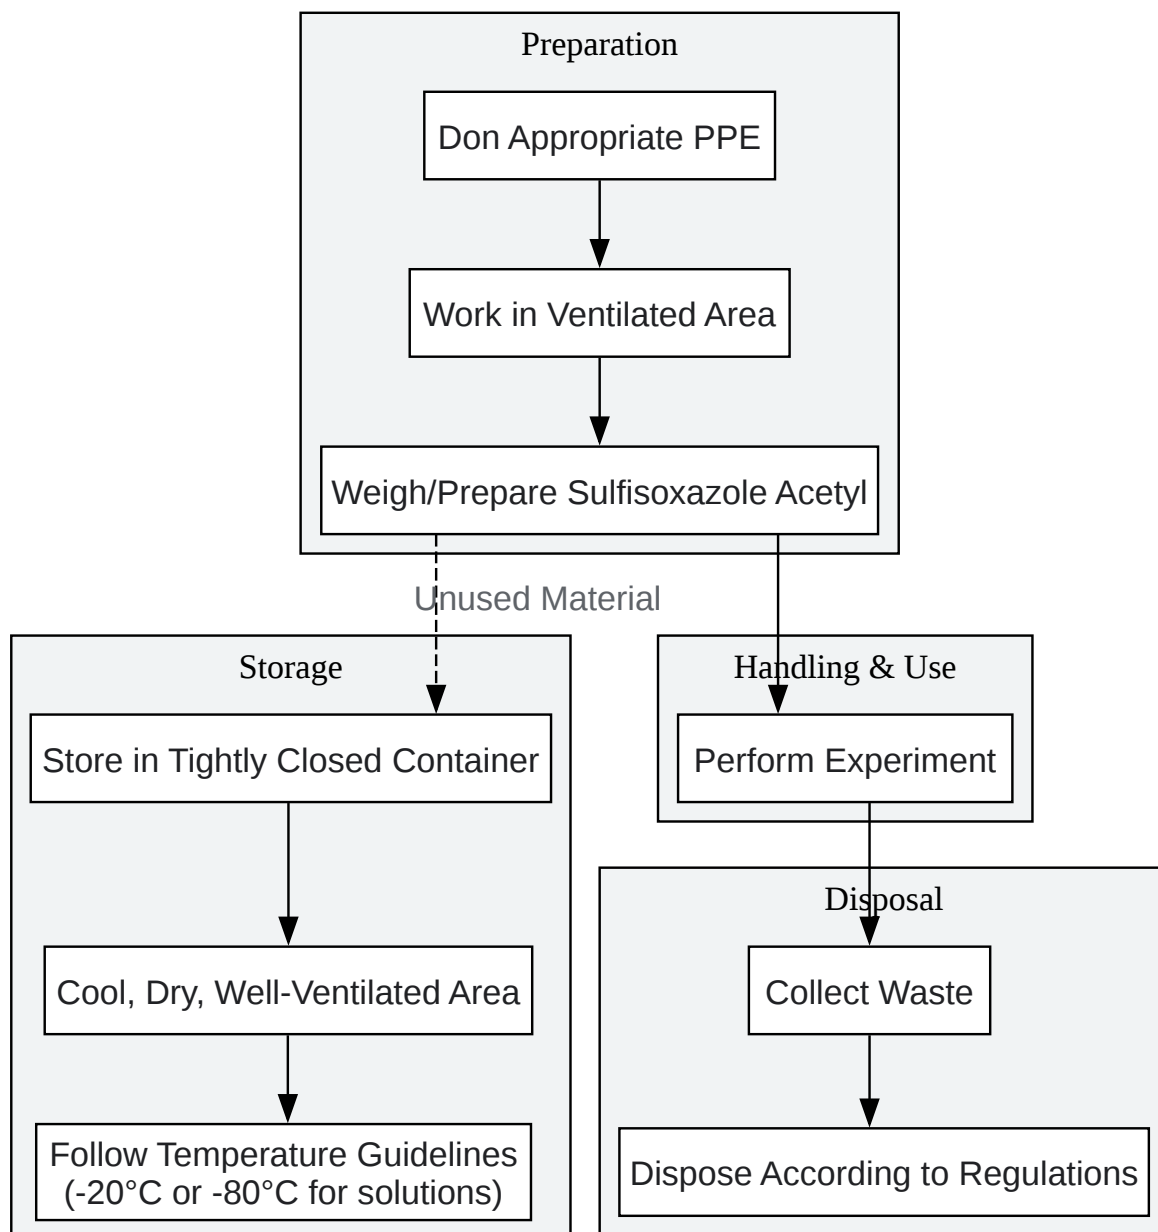 Preparation
Don Appropriate PPE
Work in Ventilated Area
Weigh/Prepare Sulfisoxazole Acetyl
Unused Material
Storage
Store in Tightly Closed Container
Cool, Dry, Well-Ventilated Area
Follow Temperature Guidelines
(-20°C or -80°C for solutions)
Handling & Use
Perform Experiment
Disposal
Collect Waste
Dispose According to Regulations